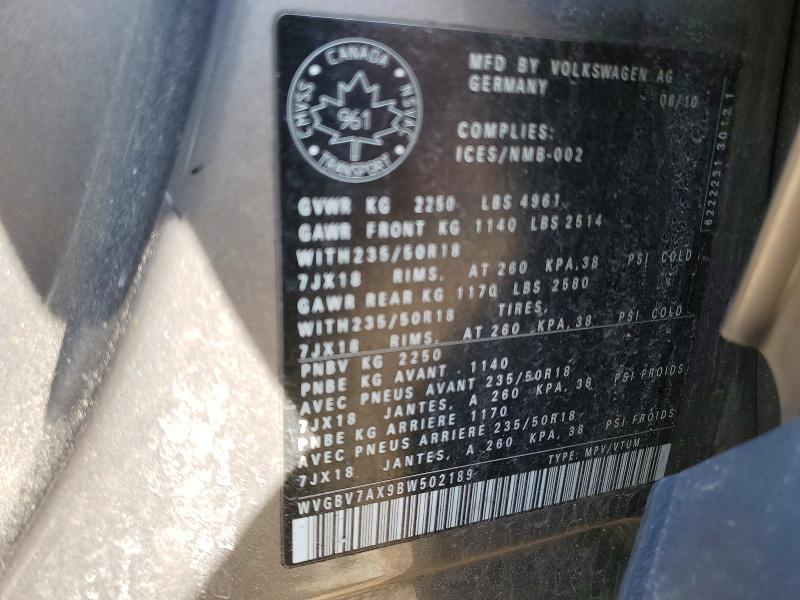 CANADA
CMVSS NSVAC
961
TRANSPORT
MFD BY VOLKSWAGEN AG
GERMANY
08/10
COMPLIES:
ICES/NMB-002
GVWR KG 2250 LBS 4961
GAWR FRONT KG 1140 LBS 2514
WITH235/50R18
7JX18 RIMS. AT 260 KPA,38 PSI COLD
GAWR REAR KG 1170 LBS 2580
WITH235/50R18 TIRES,
7JX18 RIMS. AT 260 KPA,38 PSI COLD
PNBV KG 2250
PNBE KG AVANT 1140
AVEC PNEUS AVANT 235/50R18
7JX18 JANTES, A 260 KPA, 38 PSI FROIDS
PNBE KG ARRIERE 1170
AVEC PNEUS ARRIERE 235/50R18
7JX18 JANTES, A 260 KPA, 38 PSI FROIDS
WVGBV7AX9BW502189 TYPE: MPV/VTUM
6222231 30121